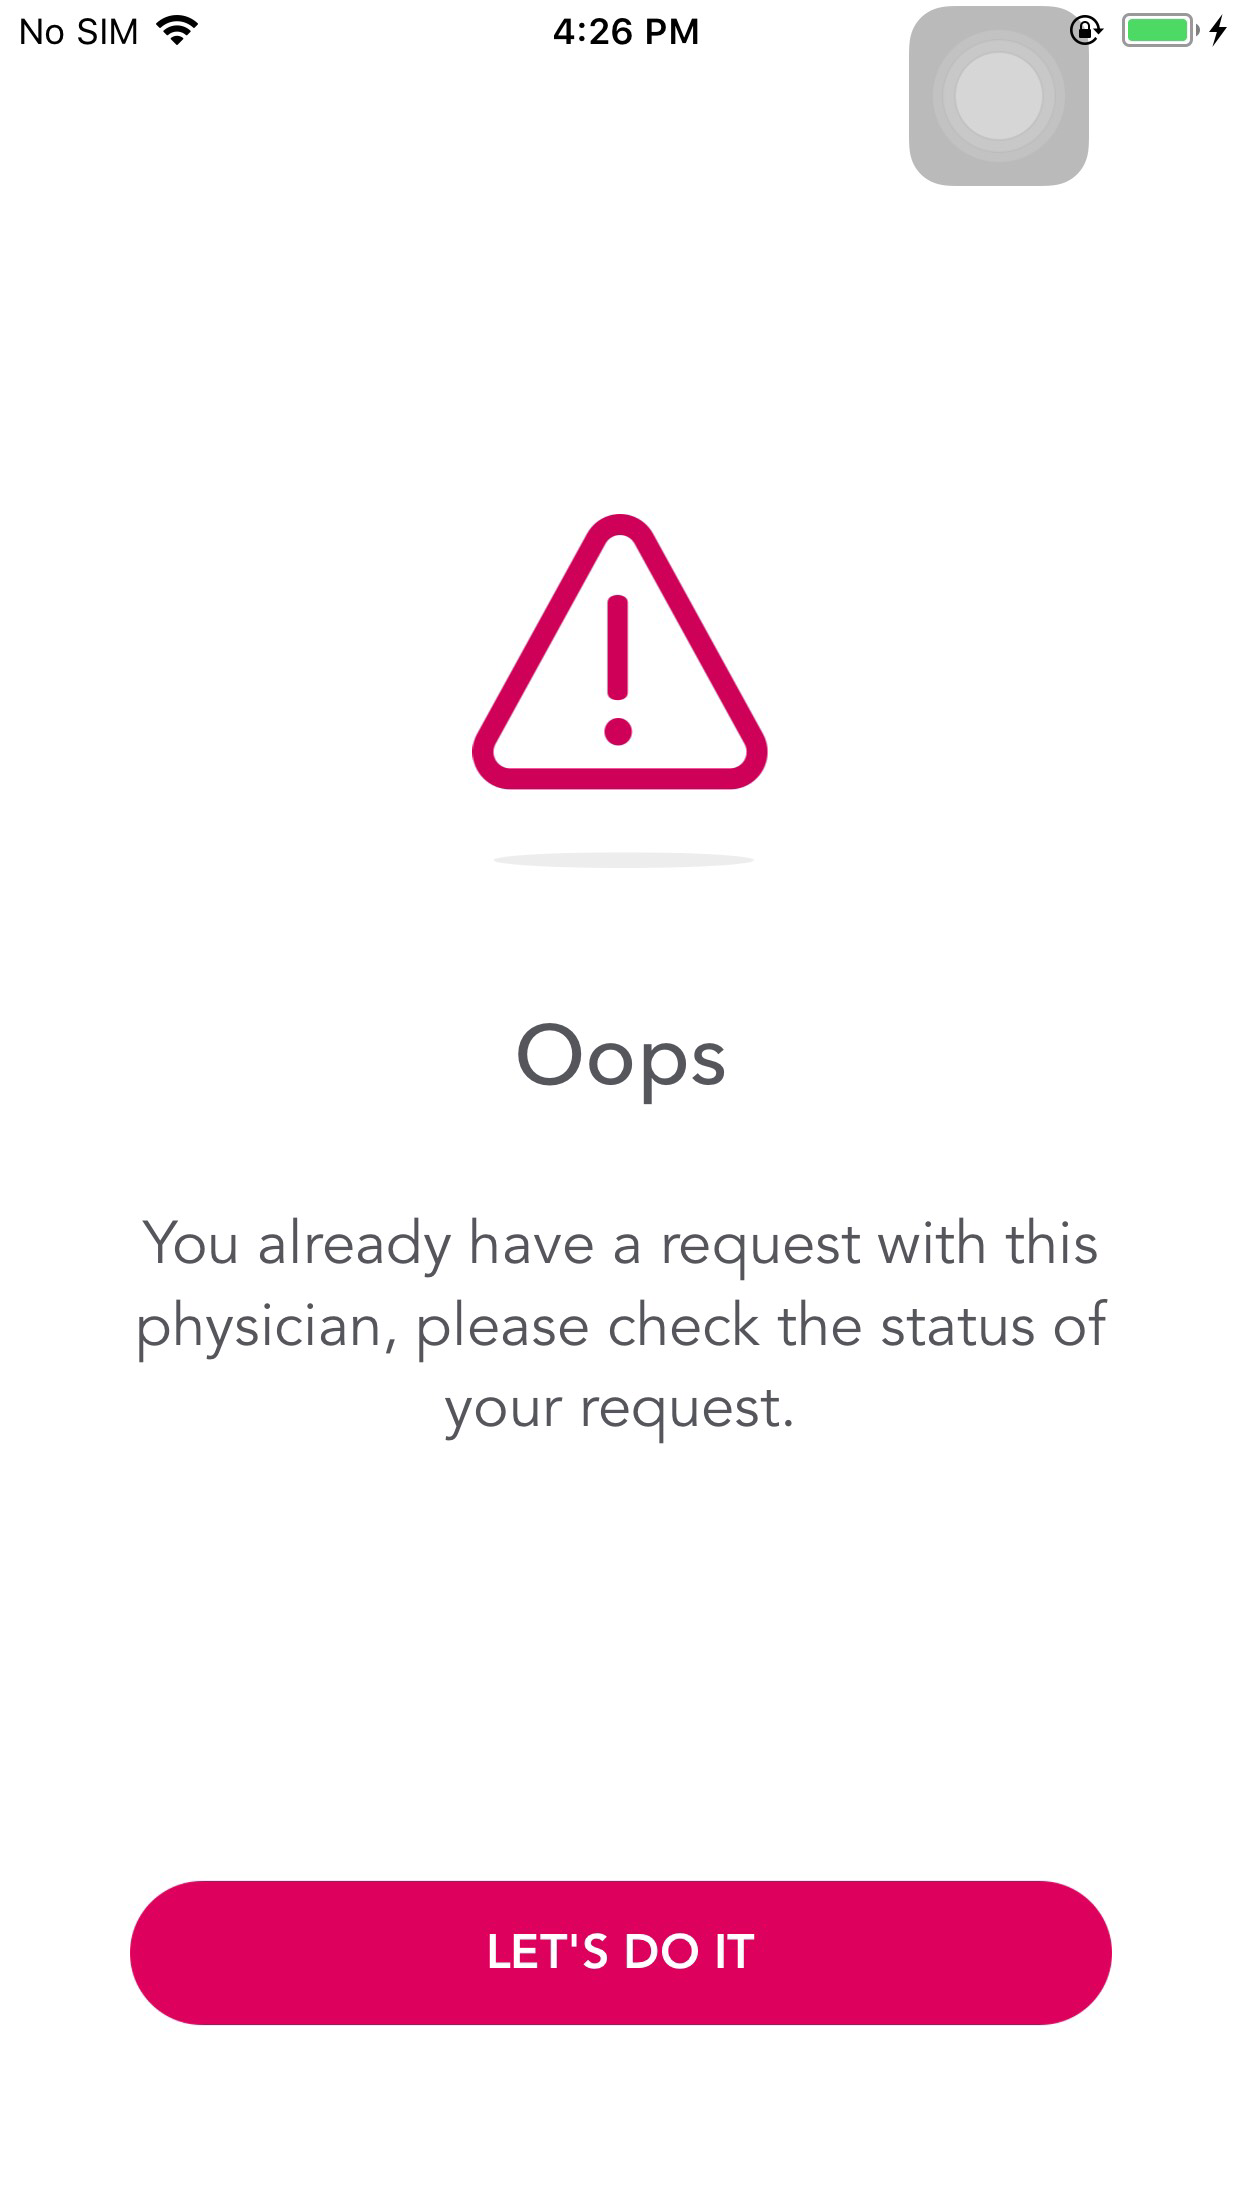 No SIM 4:26 PM
Oops
You already have a request with this
physician, please check the status of
your request.
LET'S DO IT